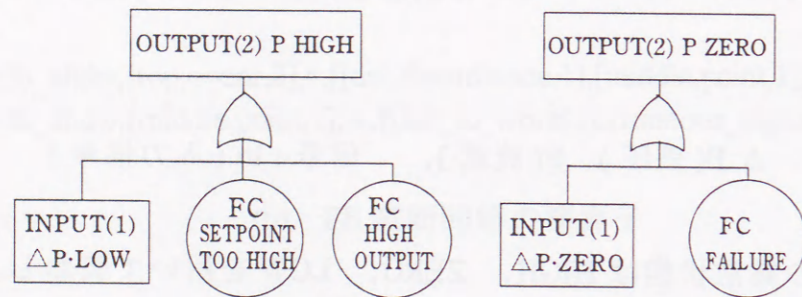 OUTPUT(2) P HIGH
INPUT(1)
△P·LOW
FC
SETPOINT
TOO HIGH
FC
HIGH
OUTPUT
OUTPUT(2) P ZERO
INPUT(1)
△P·ZERO
FC
FAILURE